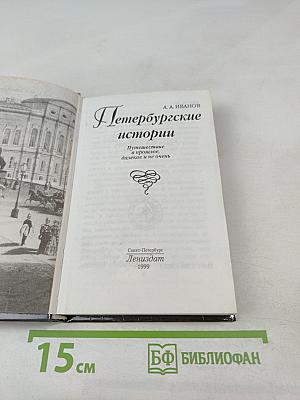 А. А. ИВАНОВ
Петербургские
истории
Путешествие
в прошлое,
далекое и не очень
Санкт-Петербург
Лениздат
1999
15 см
БФ БИБЛИОФАН